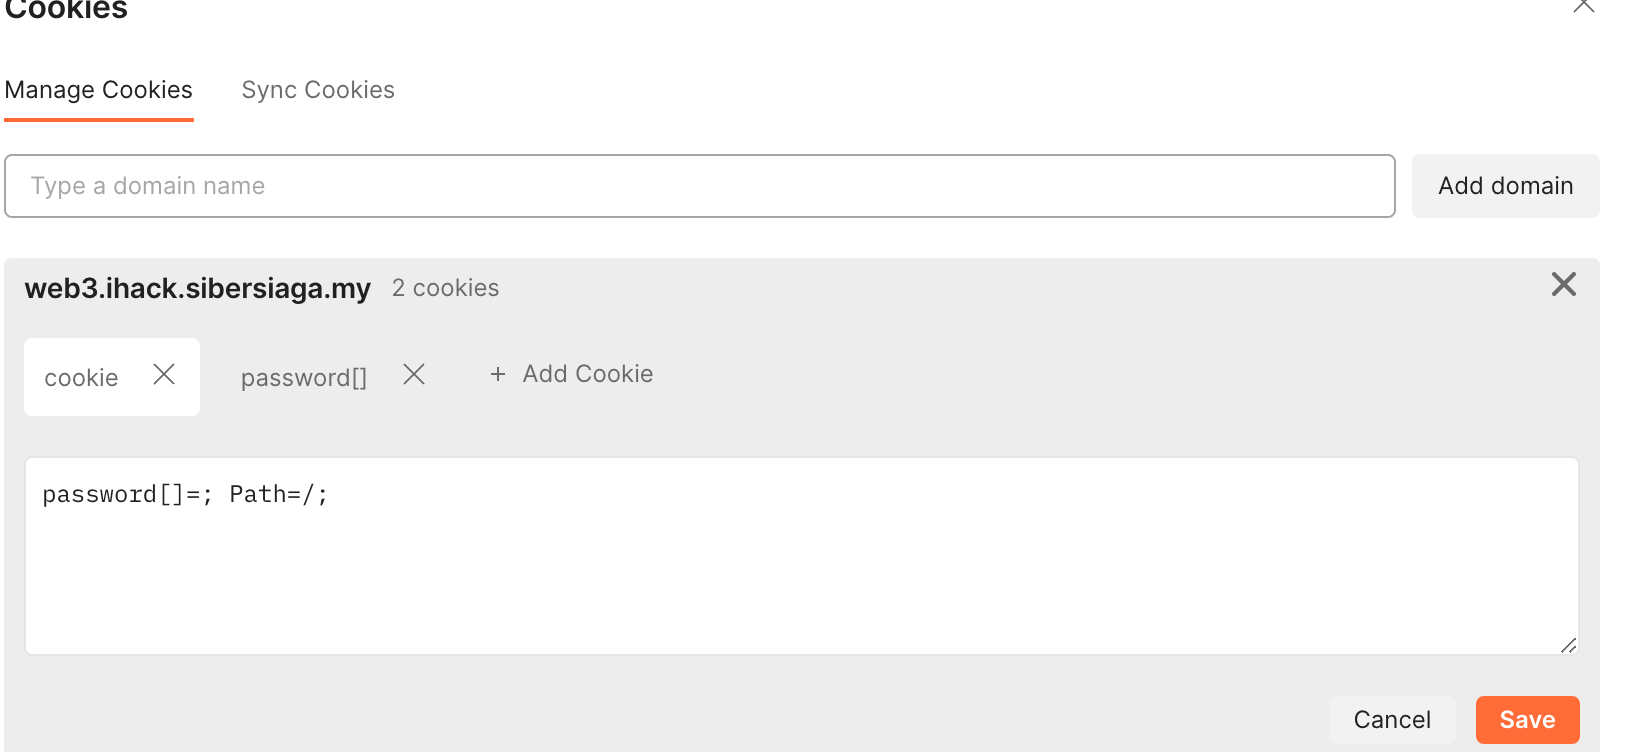 Cookies
Manage Cookies Sync Cookies
Type a domain name Add domain
web3.ihack.sibersiaga.my 2 cookies
cookie password[] + Add Cookie
password[]=; Path=/;
Cancel Save